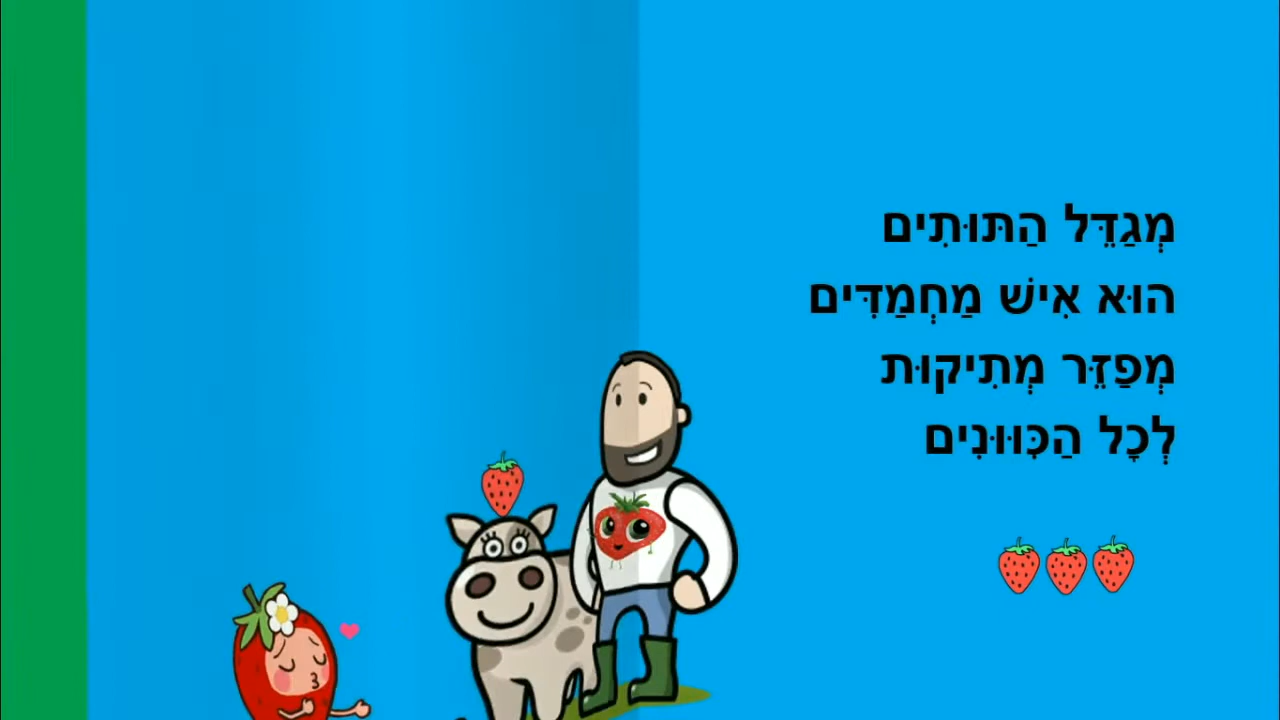 מְגַדֵּל הַתּוּתִים
הוּא אִישׁ מַחְמַדִּים
מְפַזֵּר מְתִיקוּת
לְכָל הַכִּוּוּנִים